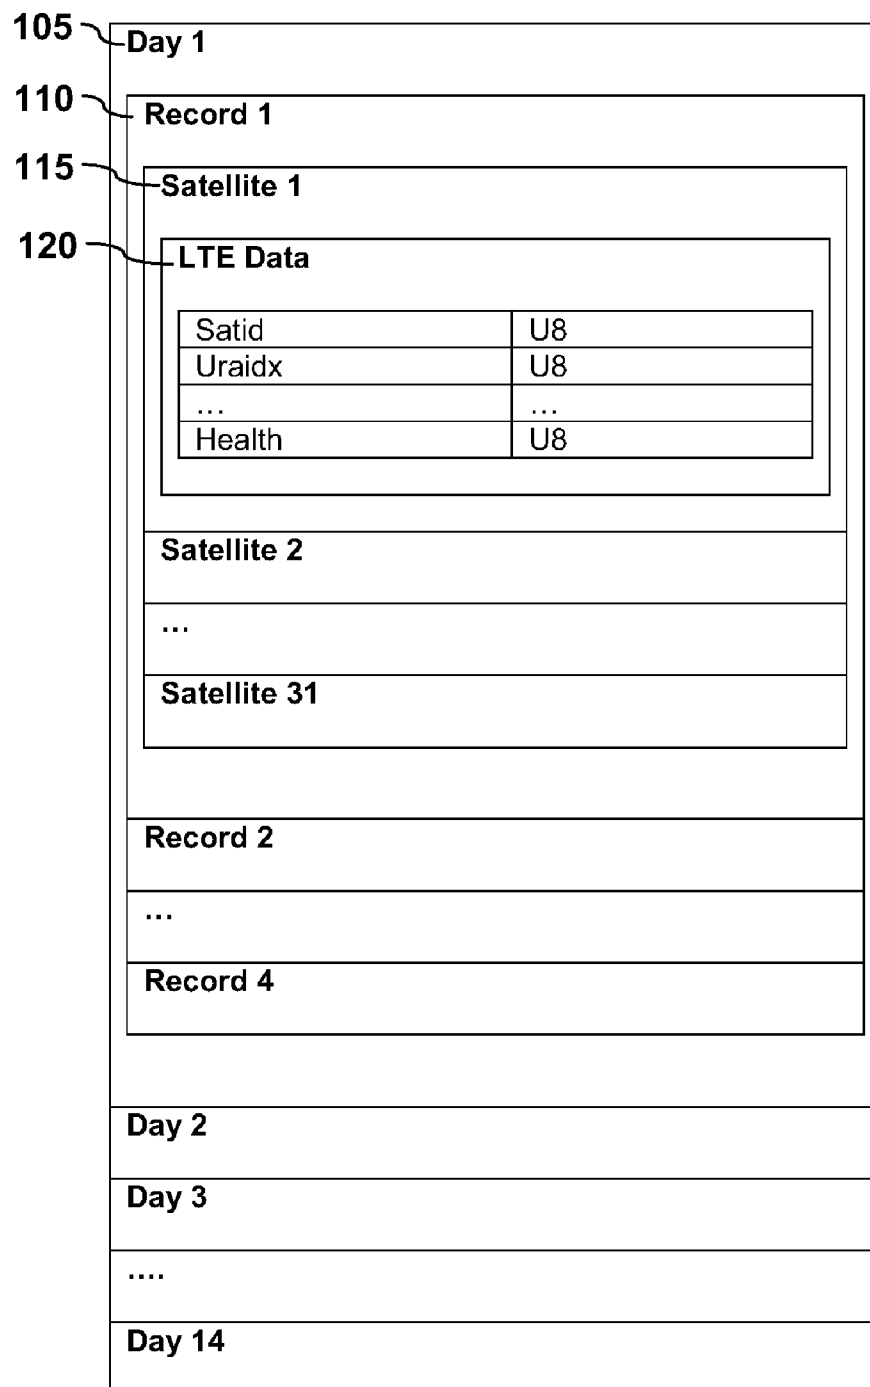 105 Day 1
110 Record 1
115 Satellite 1
120 LTE Data
Satid U8
Uraidx U8
... ...
Health U8
Satellite 2
...
Satellite 31
Record 2
...
Record 4
Day 2
Day 3
....
Day 14